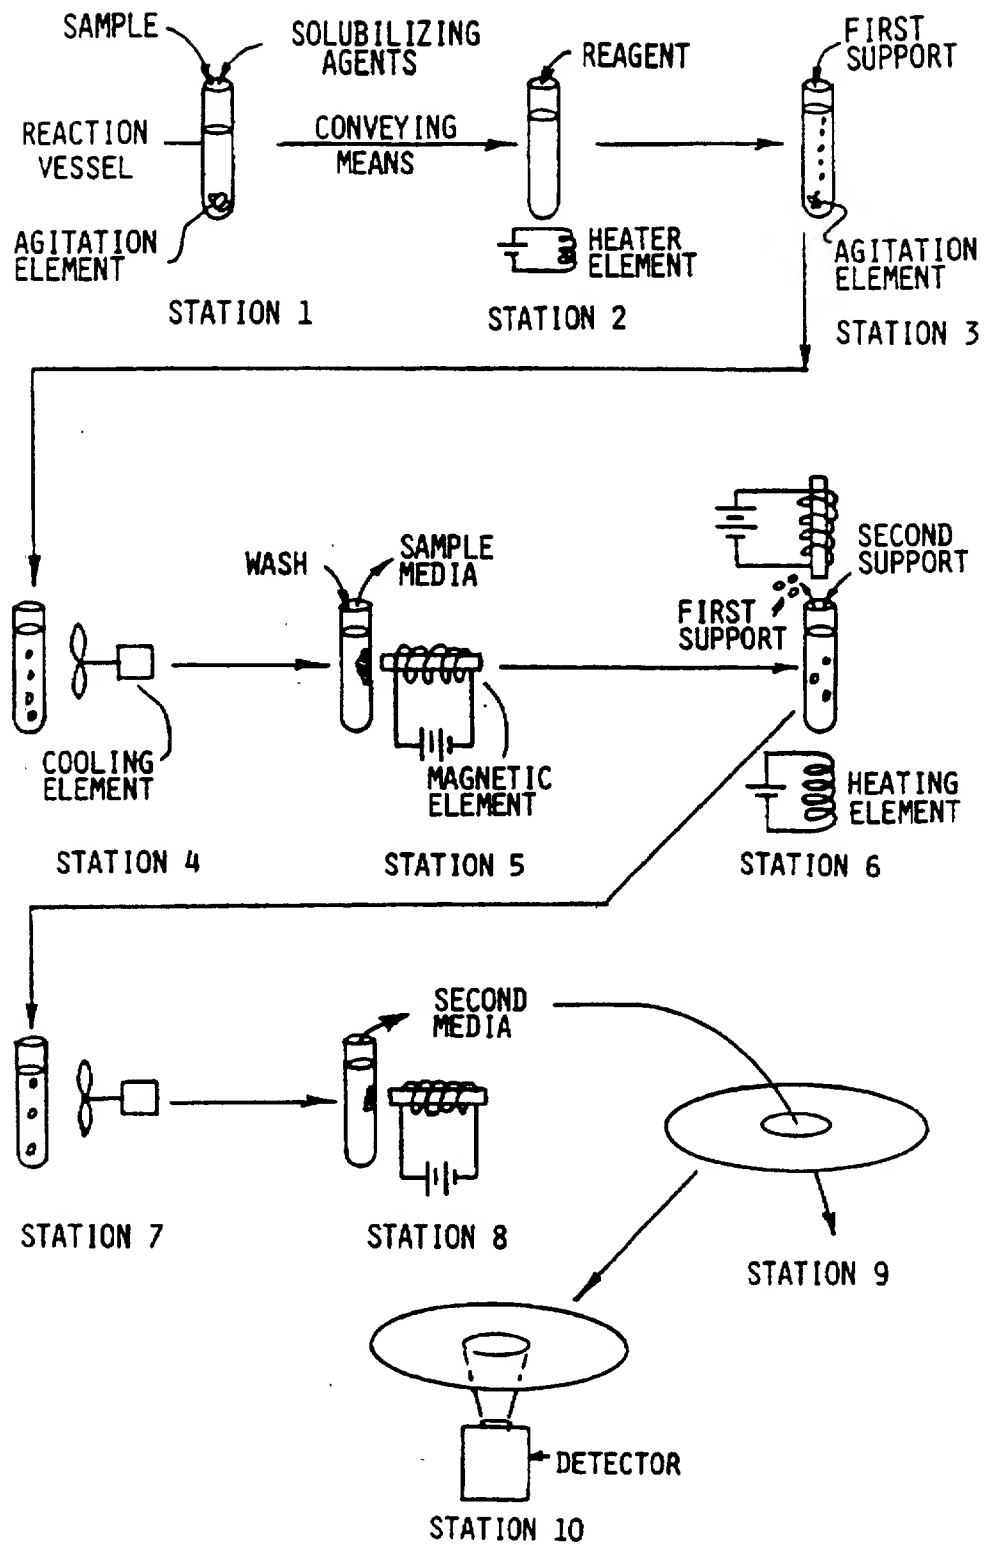 SAMPLE
SOLUBILIZING
AGENTS
REAGENT
FIRST
SUPPORT
REACTION
VESSEL
CONVEYING
MEANS
AGITATION
ELEMENT
HEATER
ELEMENT
AGITATION
ELEMENT
STATION 1
STATION 2
STATION 3
WASH
SAMPLE
MEDIA
SECOND
SUPPORT
FIRST
SUPPORT
COOLING
ELEMENT
MAGNETIC
ELEMENT
HEATING
ELEMENT
STATION 4
STATION 5
STATION 6
SECOND
MEDIA
STATION 7
STATION 8
STATION 9
DETECTOR
STATION 10